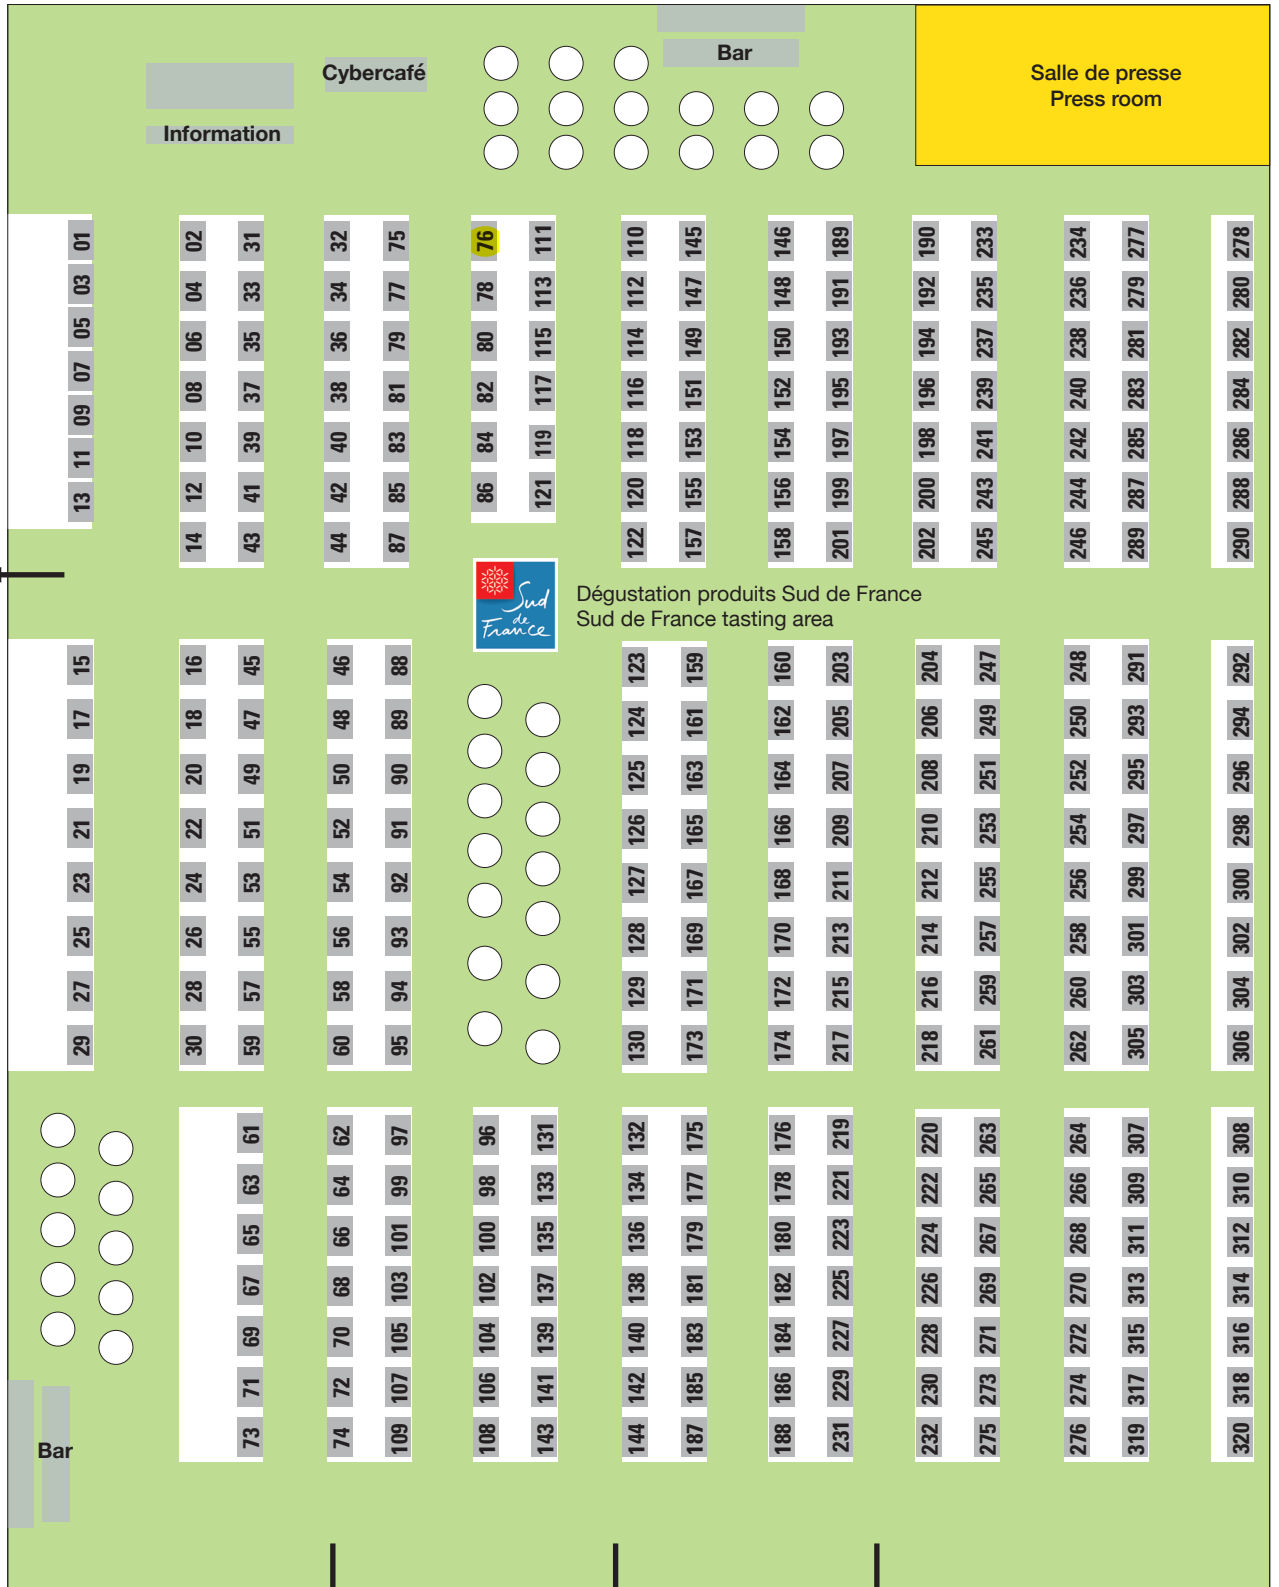 Cybercafé
Bar
Information
Salle de presse
Press room
01 02 31 32 75 76 111 110 145 146 189 190 233 234 277 278
03 04 33 34 77 78 113 112 147 148 191 192 235 236 279 280
05 06 35 36 79 80 115 114 149 150 193 194 237 238 281 282
07 08 37 38 81 82 117 116 151 152 195 196 239 240 283 284
09 10 39 40 83 84 119 118 153 154 197 198 241 242 285 286
11 12 41 42 85 86 121 120 155 156 199 200 243 244 287 288
13 14 43 44 87 122 157 158 201 202 245 246 289 290
Sud
de
France
Dégustation produits Sud de France
Sud de France tasting area
15 16 45 46 88 123 159 160 203 204 247 248 291 292
17 18 47 48 89 124 161 162 205 206 249 250 293 294
19 20 49 50 90 125 163 164 207 208 251 252 295 296
21 22 51 52 91 126 165 166 209 210 253 254 297 298
23 24 53 54 92 127 167 168 211 212 255 256 299 300
25 26 55 56 93 128 169 170 213 214 257 258 301 302
27 28 57 58 94 129 171 172 215 216 259 260 303 304
29 30 59 60 95 130 173 174 217 218 261 262 305 306
61 62 97 96 131 132 175 176 219 220 263 264 307 308
63 64 99 98 133 134 177 178 221 222 265 266 309 310
65 66 101 100 135 136 179 180 223 224 267 268 311 312
67 68 103 102 137 138 181 182 225 226 269 270 313 314
69 70 105 104 139 140 183 184 227 228 271 272 315 316
71 72 107 106 141 142 185 186 229 230 273 274 317 318
73 74 109 108 143 144 187 188 231 232 275 276 319 320
Bar